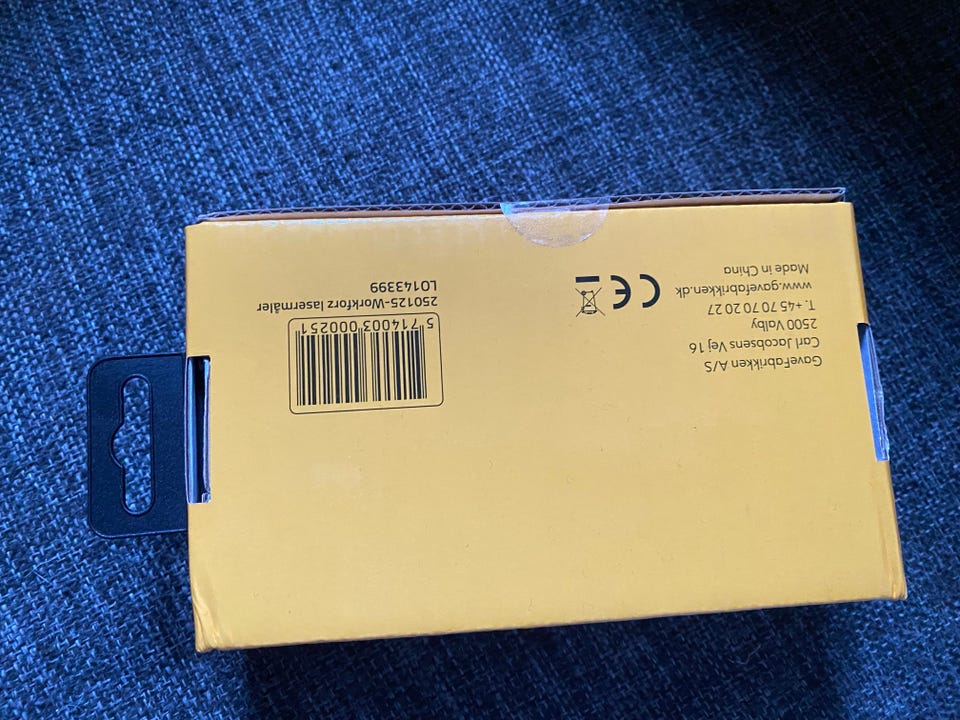 GaveFabrikken A/S
Carl Jacobsens Vej 16
2500 Valby
T. +45 70 70 20 27
www.gavefabrikken.dk
Made in China
CE
5 714003 000251
250125-Workforz lasermåler
LO143399